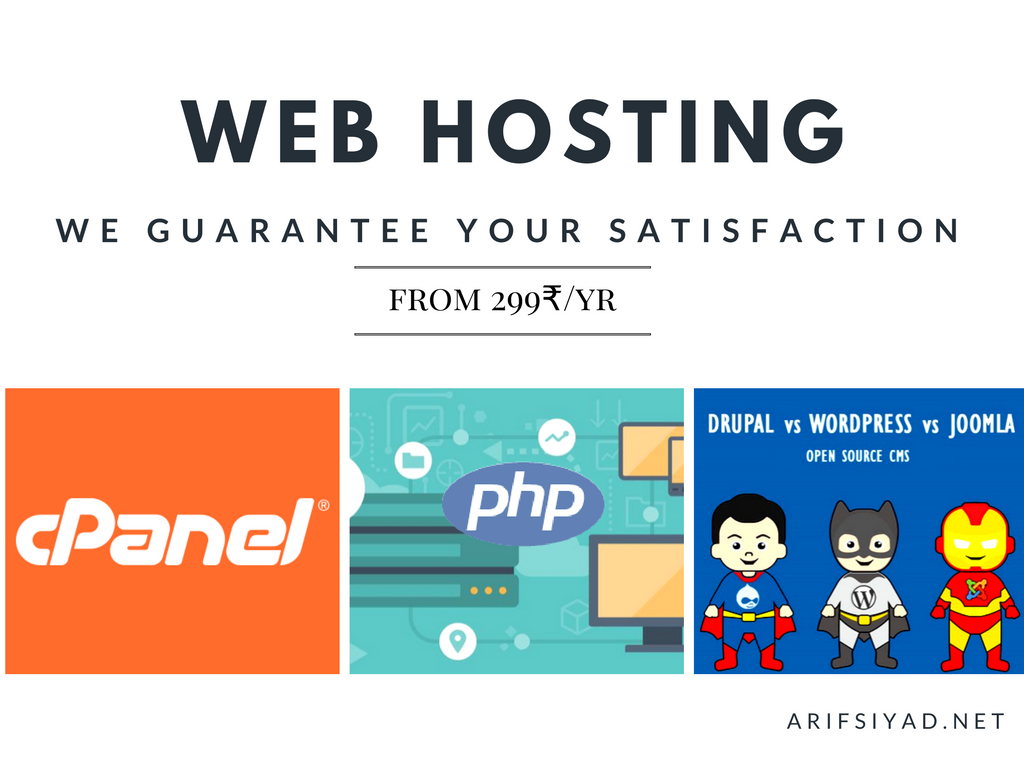 WEB HOSTING
WE GUARANTEE YOUR SATISFACTION
FROM 299₹/YR
cPanel®
php
DRUPAL vs WORDPRESS vs JOOMLA
OPEN SOURCE CMS
W
ARIFSIYAD.NET